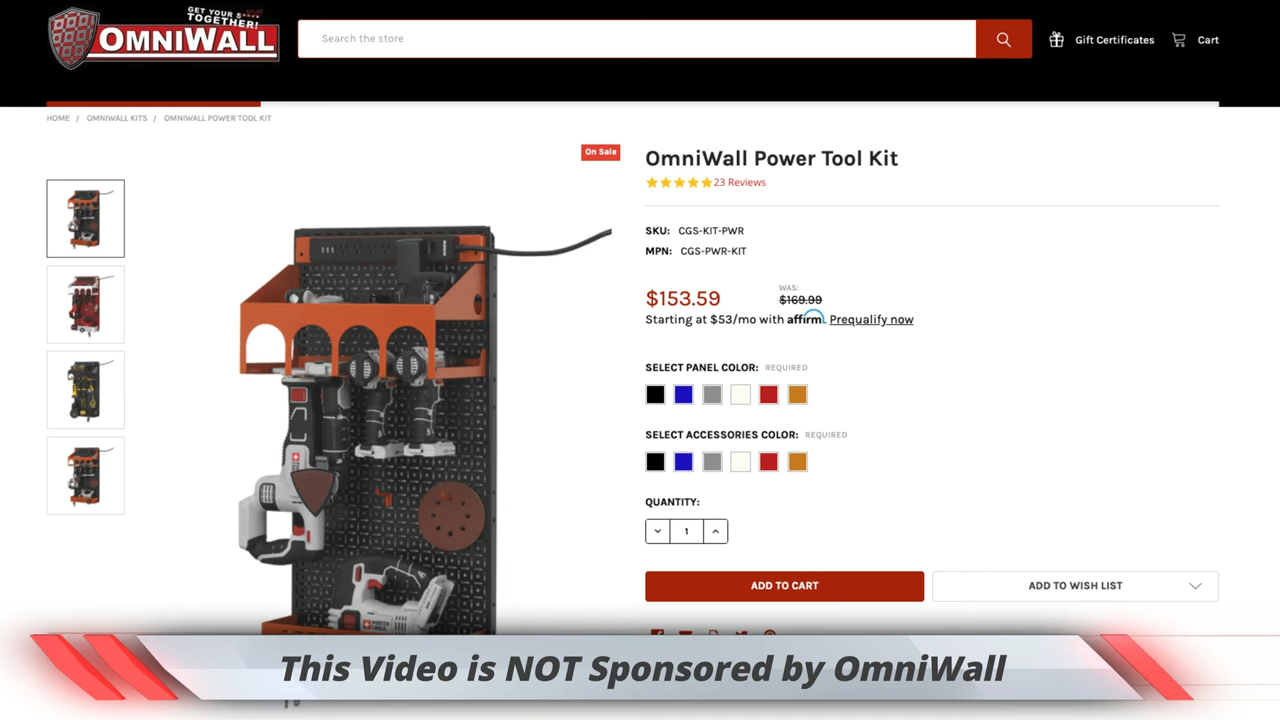 GET YOUR S
TOGETHER!
OMNIWALL
Search the store
Gift Certificates
Cart
HOME / OMNIWALL KITS / OMNIWALL POWER TOOL KIT
On Sale
OmniWall Power Tool Kit
23 Reviews
SKU: CGS-KIT-PWR
MPN: CGS-PWR-KIT
WAS:
$153.59 $169.99
Starting at $53/mo with affirm. Prequalify now
SELECT PANEL COLOR: REQUIRED
SELECT ACCESSORIES COLOR: REQUIRED
QUANTITY:
1
ADD TO CART
ADD TO WISH LIST
This Video is NOT Sponsored by OmniWall